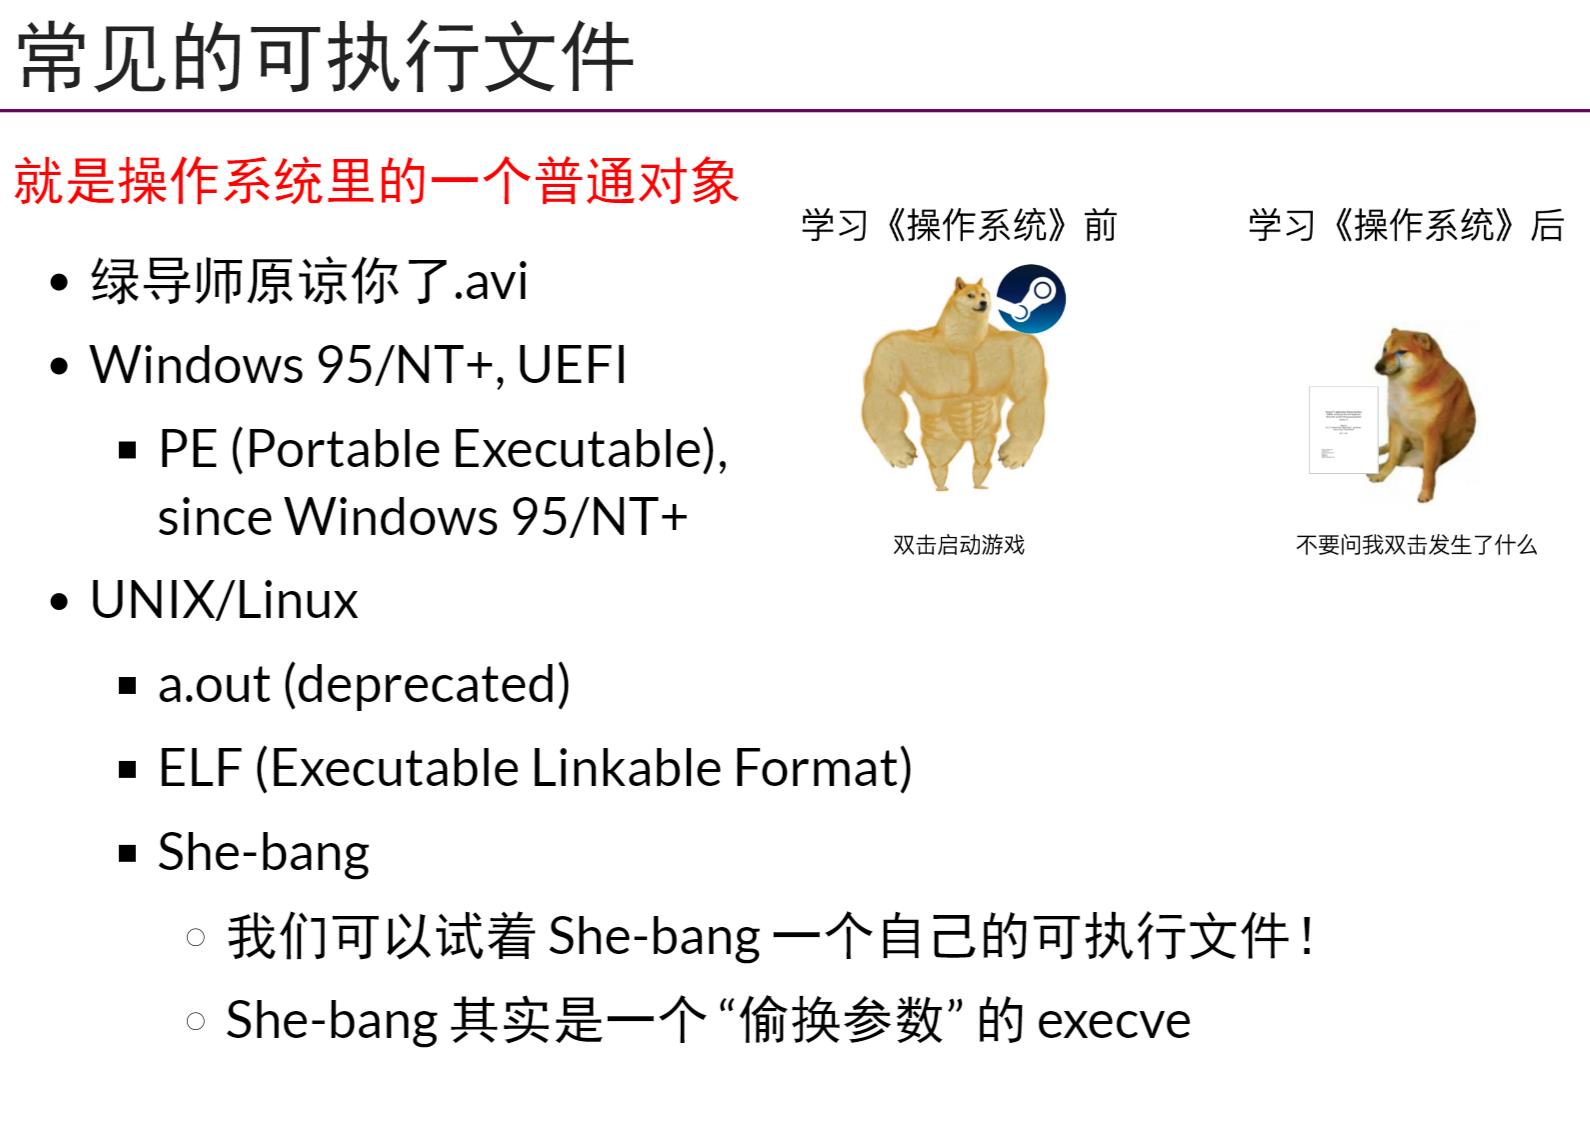 常见的可执行文件
就是操作系统里的一个普通对象
绿导师原谅你了.avi
Windows 95/NT+, UEFI
PE (Portable Executable),
since Windows 95/NT+
UNIX/Linux
a.out (deprecated)
ELF (Executable Linkable Format)
She-bang
我们可以试着 She-bang 一个自己的可执行文件！
She-bang 其实是一个 “偷换参数” 的 execve
学习《操作系统》前
双击启动游戏
学习《操作系统》后
不要问我双击发生了什么